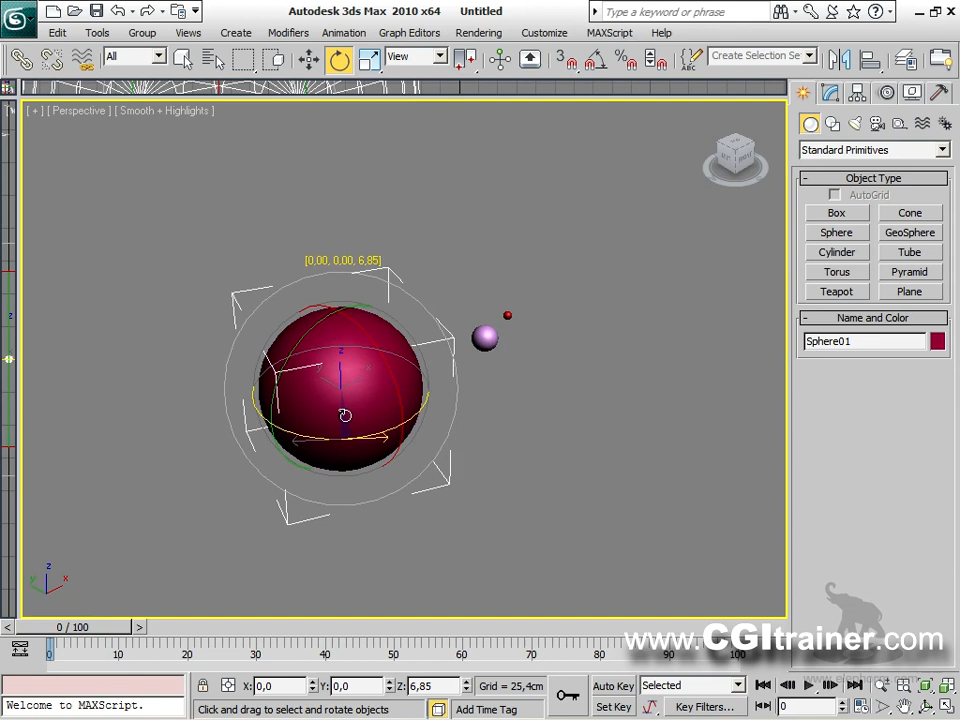 Autodesk 3ds Max 2010 x64 Untitled
Type a keyword or phrase
Edit Tools Group Views Create Modifiers Animation Graph Editors Rendering Customize MAXScript Help
All
View
3
Create Selection Se
[ + ] [ Perspective ] [ Smooth + Highlights ]
Standard Primitives
Object Type
AutoGrid
Box Cone
Sphere GeoSphere
Cylinder Tube
Torus Pyramid
Teapot Plane
Name and Color
Sphere01
[0,00, 0,00, 6,85]
z
x
z
y
x
0 / 100
0 10 20 30 40 50 60 70 80 90 100
www.CGItrainer.com
X: 0,0 Y: 0,0 Z: 6,85 Grid = 25,4cm
Auto Key Selected
Welcome to MAXScript.
Click and drag to select and rotate objects
Add Time Tag
Set Key Key Filters...
0